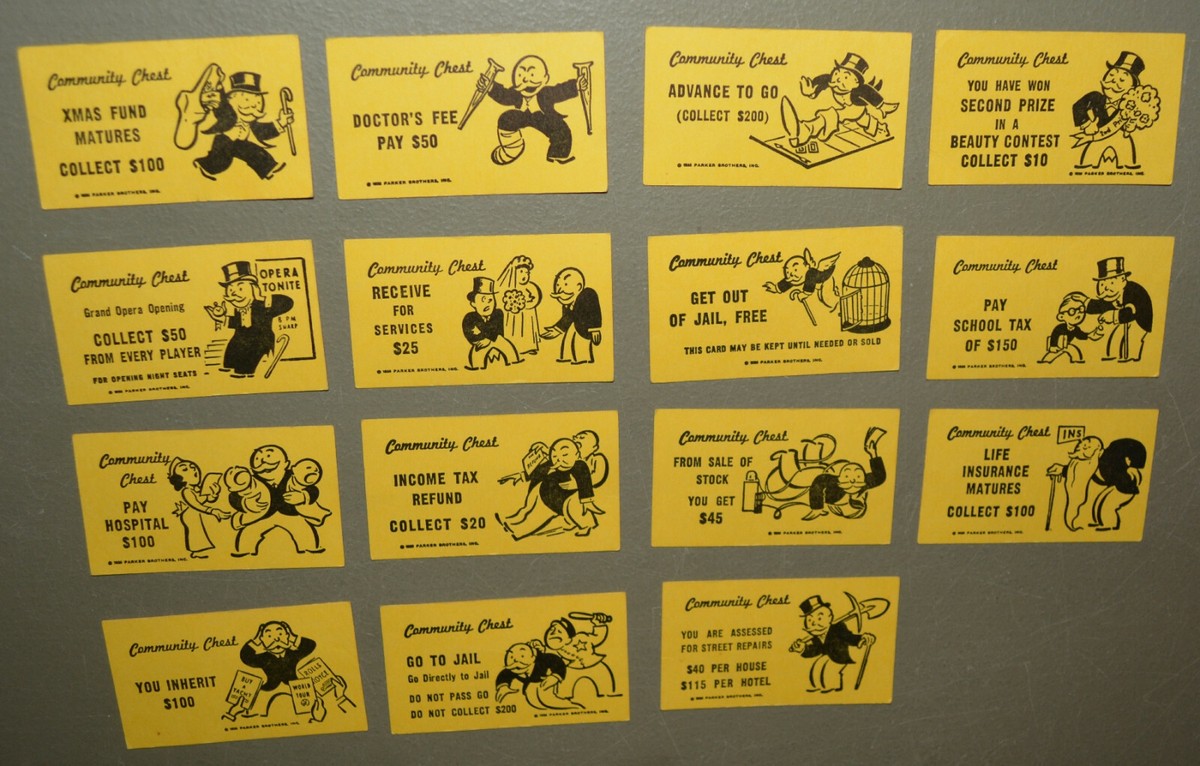 Community Chest
XMAS FUND
MATURES
COLLECT $100
PARKER BROTHERS, INC.
Community Chest
DOCTOR'S FEE
PAY $50
PARKER BROTHERS, INC.
Community Chest
ADVANCE TO GO
(COLLECT $200)
PARKER BROTHERS, INC.
Community Chest
YOU HAVE WON
SECOND PRIZE
IN A
BEAUTY CONTEST
COLLECT $10
PARKER BROTHERS, INC.
Community Chest
Grand Opera Opening
COLLECT $50
FROM EVERY PLAYER
FOR OPENING NIGHT SEATS
PARKER BROTHERS, INC.
OPERA
TONITE
8 PM
SHARP
Community Chest
RECEIVE
FOR
SERVICES
$25
PARKER BROTHERS, INC.
Community Chest
GET OUT
OF JAIL, FREE
THIS CARD MAY BE KEPT UNTIL NEEDED OR SOLD
PARKER BROTHERS, INC.
Community Chest
PAY
SCHOOL TAX
OF $150
PARKER BROTHERS, INC.
Community
Chest
PAY
HOSPITAL
$100
PARKER BROTHERS, INC.
Community Chest
INCOME TAX
REFUND
COLLECT $20
PARKER BROTHERS, INC.
Community Chest
FROM SALE OF
STOCK
YOU GET
$45
PARKER BROTHERS, INC.
Community Chest
INS
LIFE
INSURANCE
MATURES
COLLECT $100
PARKER BROTHERS, INC.
Community Chest
YOU INHERIT
$100
PARKER BROTHERS, INC.
BUY
A
YACHT
WORLD
TOUR
ROLLS
ROYCE
Community Chest
GO TO JAIL
Go Directly to Jail
DO NOT PASS GO
DO NOT COLLECT $200
PARKER BROTHERS, INC.
Community Chest
YOU ARE ASSESSED
FOR STREET REPAIRS
$40 PER HOUSE
$115 PER HOTEL
PARKER BROTHERS, INC.